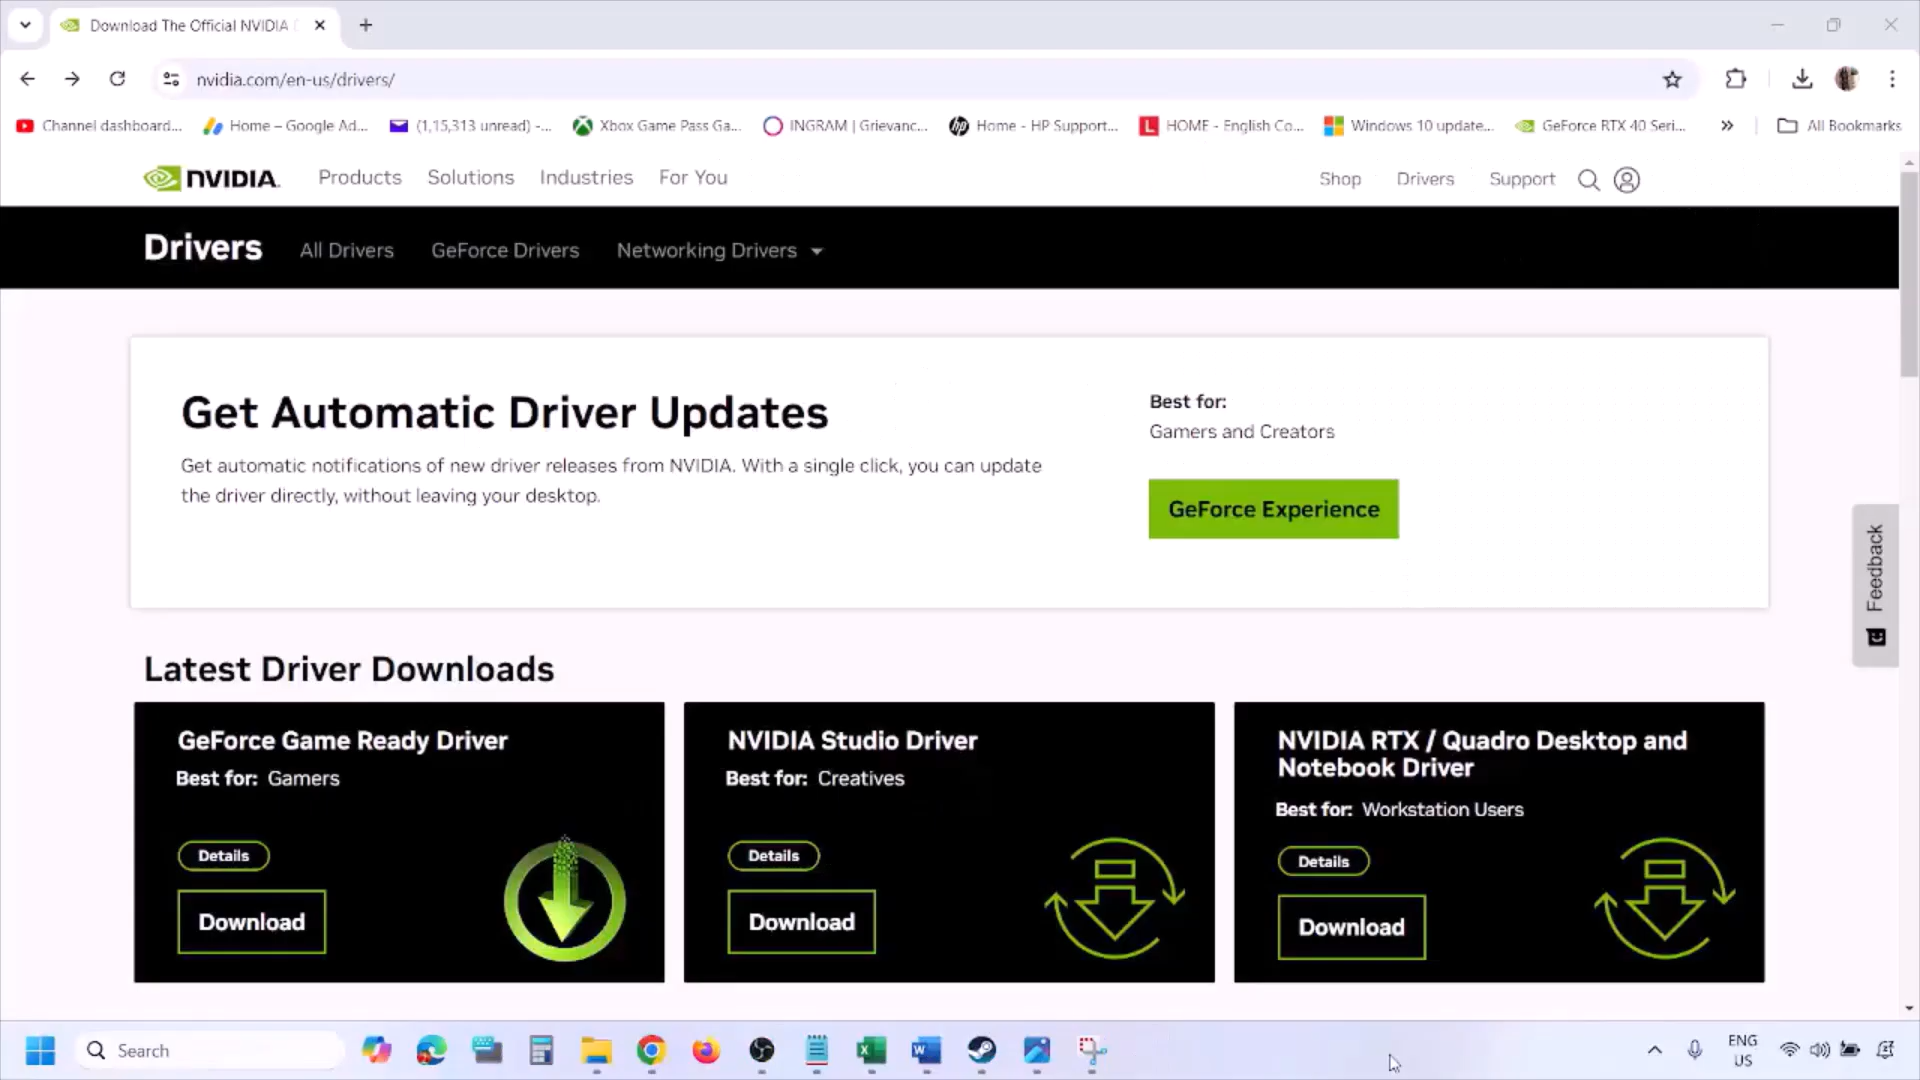 Download The Official NVIDIA
nvidia.com/en-us/drivers/
Channel dashboard...
Home – Google Ad...
(1,15,313 unread) -...
Xbox Game Pass Ga...
INGRAM | Grievanc...
Home - HP Support...
HOME - English Co...
Windows 10 update...
GeForce RTX 40 Seri...
All Bookmarks
NVIDIA.
Products
Solutions
Industries
For You
Shop
Drivers
Support
Drivers
All Drivers
GeForce Drivers
Networking Drivers
Get Automatic Driver Updates
Get automatic notifications of new driver releases from NVIDIA. With a single click, you can update
the driver directly, without leaving your desktop.
Best for:
Gamers and Creators
GeForce Experience
Feedback
Latest Driver Downloads
GeForce Game Ready Driver
Best for: Gamers
Details
Download
NVIDIA Studio Driver
Best for: Creatives
Details
Download
NVIDIA RTX / Quadro Desktop and
Notebook Driver
Best for: Workstation Users
Details
Download
Search
ENG
US